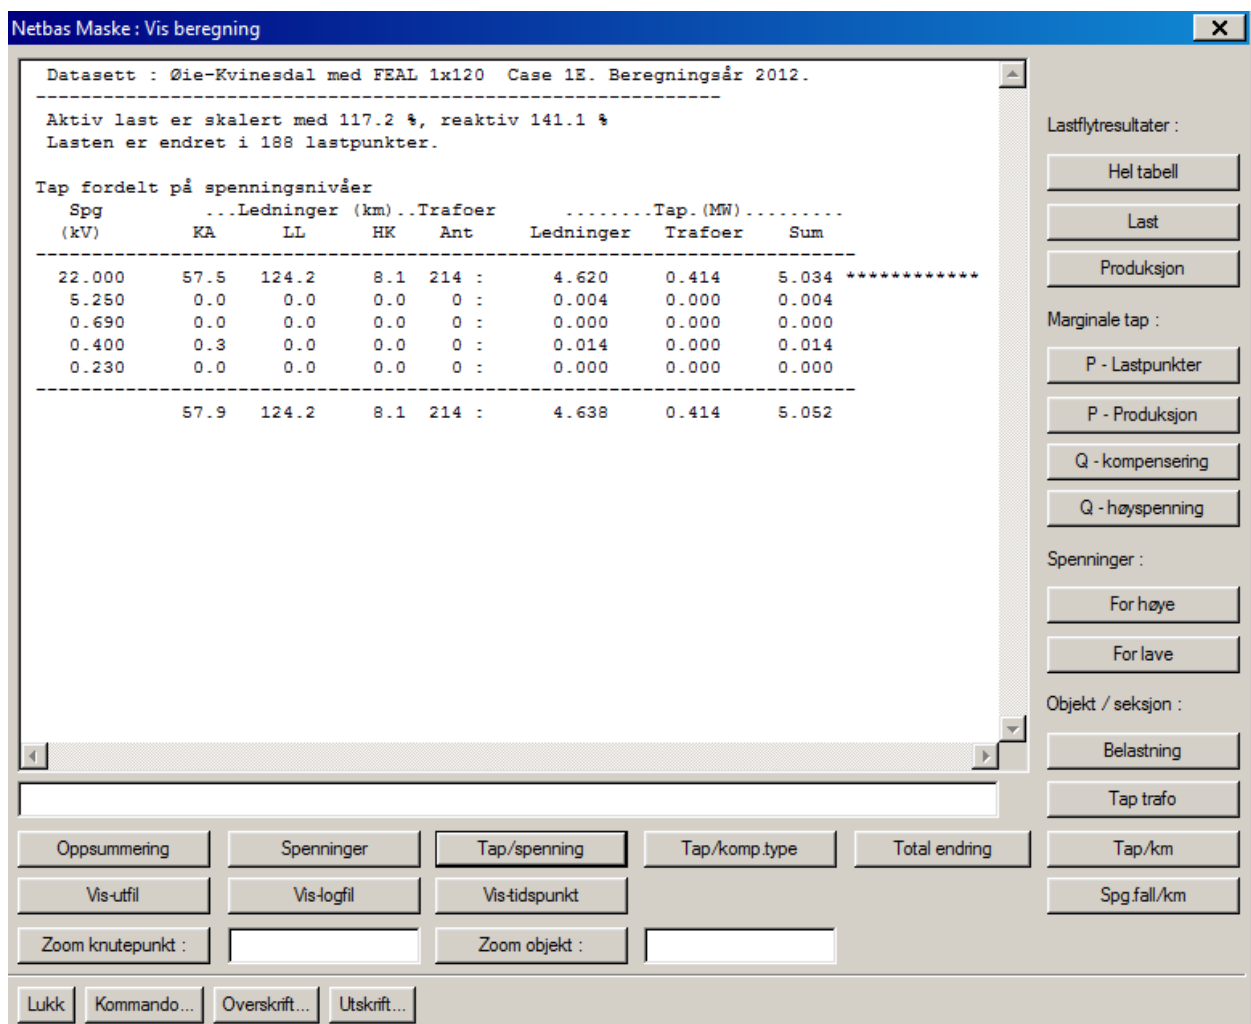 Netbas Maske : Vis beregning
Datasett : Øie-Kvinesdal med FEAL 1x120  Case 1E. Beregningsår 2012.
-------------------------------------------------------------
Aktiv last er skalert med 117.2 %, reaktiv 141.1 %
Lasten er endret i 188 lastpunkter.
Tap fordelt på spenningsnivåer
Spg ...Ledninger (km)..Trafoer ........Tap.(MW).........
(kV) KA LL HK Ant Ledninger Trafoer Sum
-------------------------------------------------------------------------
22.000 57.5 124.2 8.1 214 : 4.620 0.414 5.034 ************
5.250 0.0 0.0 0.0 0 : 0.004 0.000 0.004
0.690 0.0 0.0 0.0 0 : 0.000 0.000 0.000
0.400 0.3 0.0 0.0 0 : 0.014 0.000 0.014
0.230 0.0 0.0 0.0 0 : 0.000 0.000 0.000
-------------------------------------------------------------------------
57.9 124.2 8.1 214 : 4.638 0.414 5.052
Lastflytresultater :
Hel tabell
Last
Produksjon
Marginale tap :
P - Lastpunkter
P - Produksjon
Q - kompensering
Q - høyspenning
Spenninger :
For høye
For lave
Objekt / seksjon :
Belastning
Tap trafo
Oppsummering Spenninger Tap/spenning Tap/komp.type Total endring Tap/km
Vis-utfil Vis-logfil Vis-tidspunkt Spg.fall/km
Zoom knutepunkt : Zoom objekt :
Lukk Kommando... Overskrift... Utskrift...